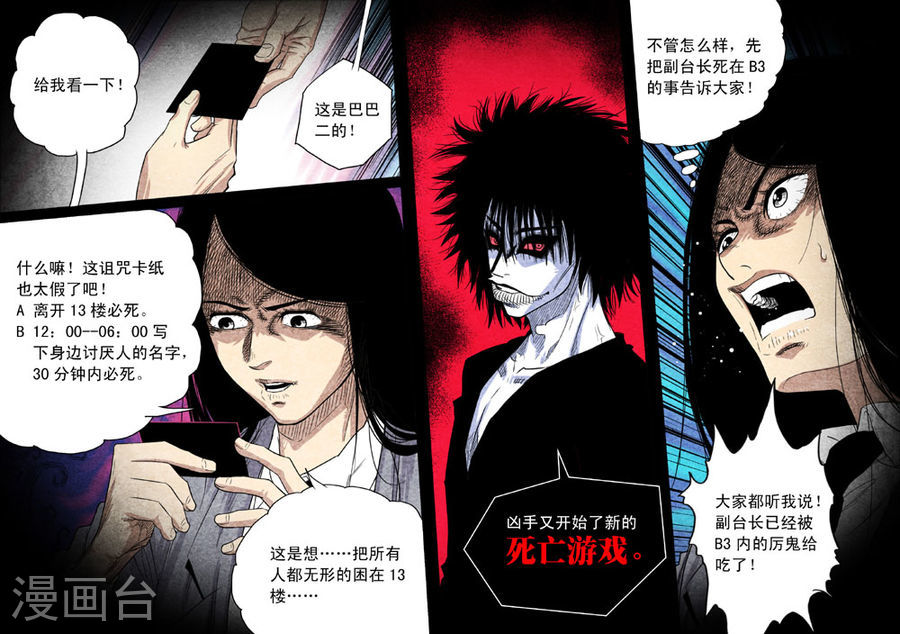 给我看一下！
这是巴巴
二的！
什么嘛！这诅咒卡纸
也太假了吧！
A 离开 13 楼必死。
B 12：00--06：00 写
下身边讨厌人的名字，
30 分钟内必死。
这是想……把所有
人都无形的困在 13
楼……
凶手又开始了新的
死亡游戏。
不管怎么样，先
把副台长死在 B3
的事告诉大家！
大家都听我说！
副台长已经被
B3 内的厉鬼给
吃了！
漫画台